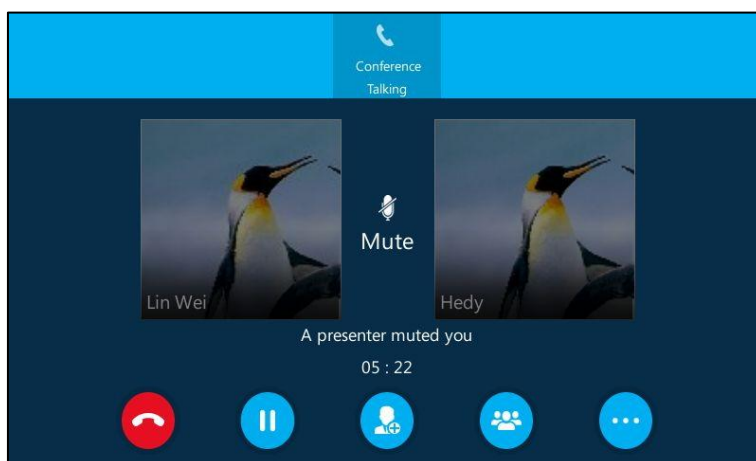 Conference
Talking
Mute
Lin Wei
Hedy
A presenter muted you
05 : 22